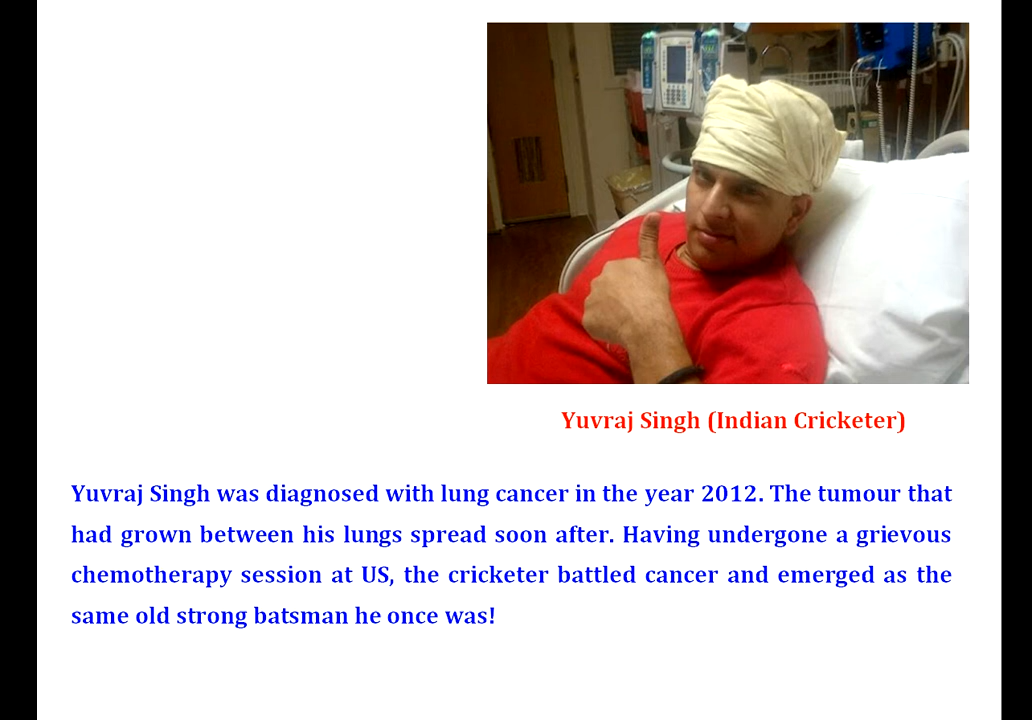 Yuvraj Singh (Indian Cricketer)
Yuvraj Singh was diagnosed with lung cancer in the year 2012. The tumour that
had grown between his lungs spread soon after. Having undergone a grievous
chemotherapy session at US, the cricketer battled cancer and emerged as the
same old strong batsman he once was!